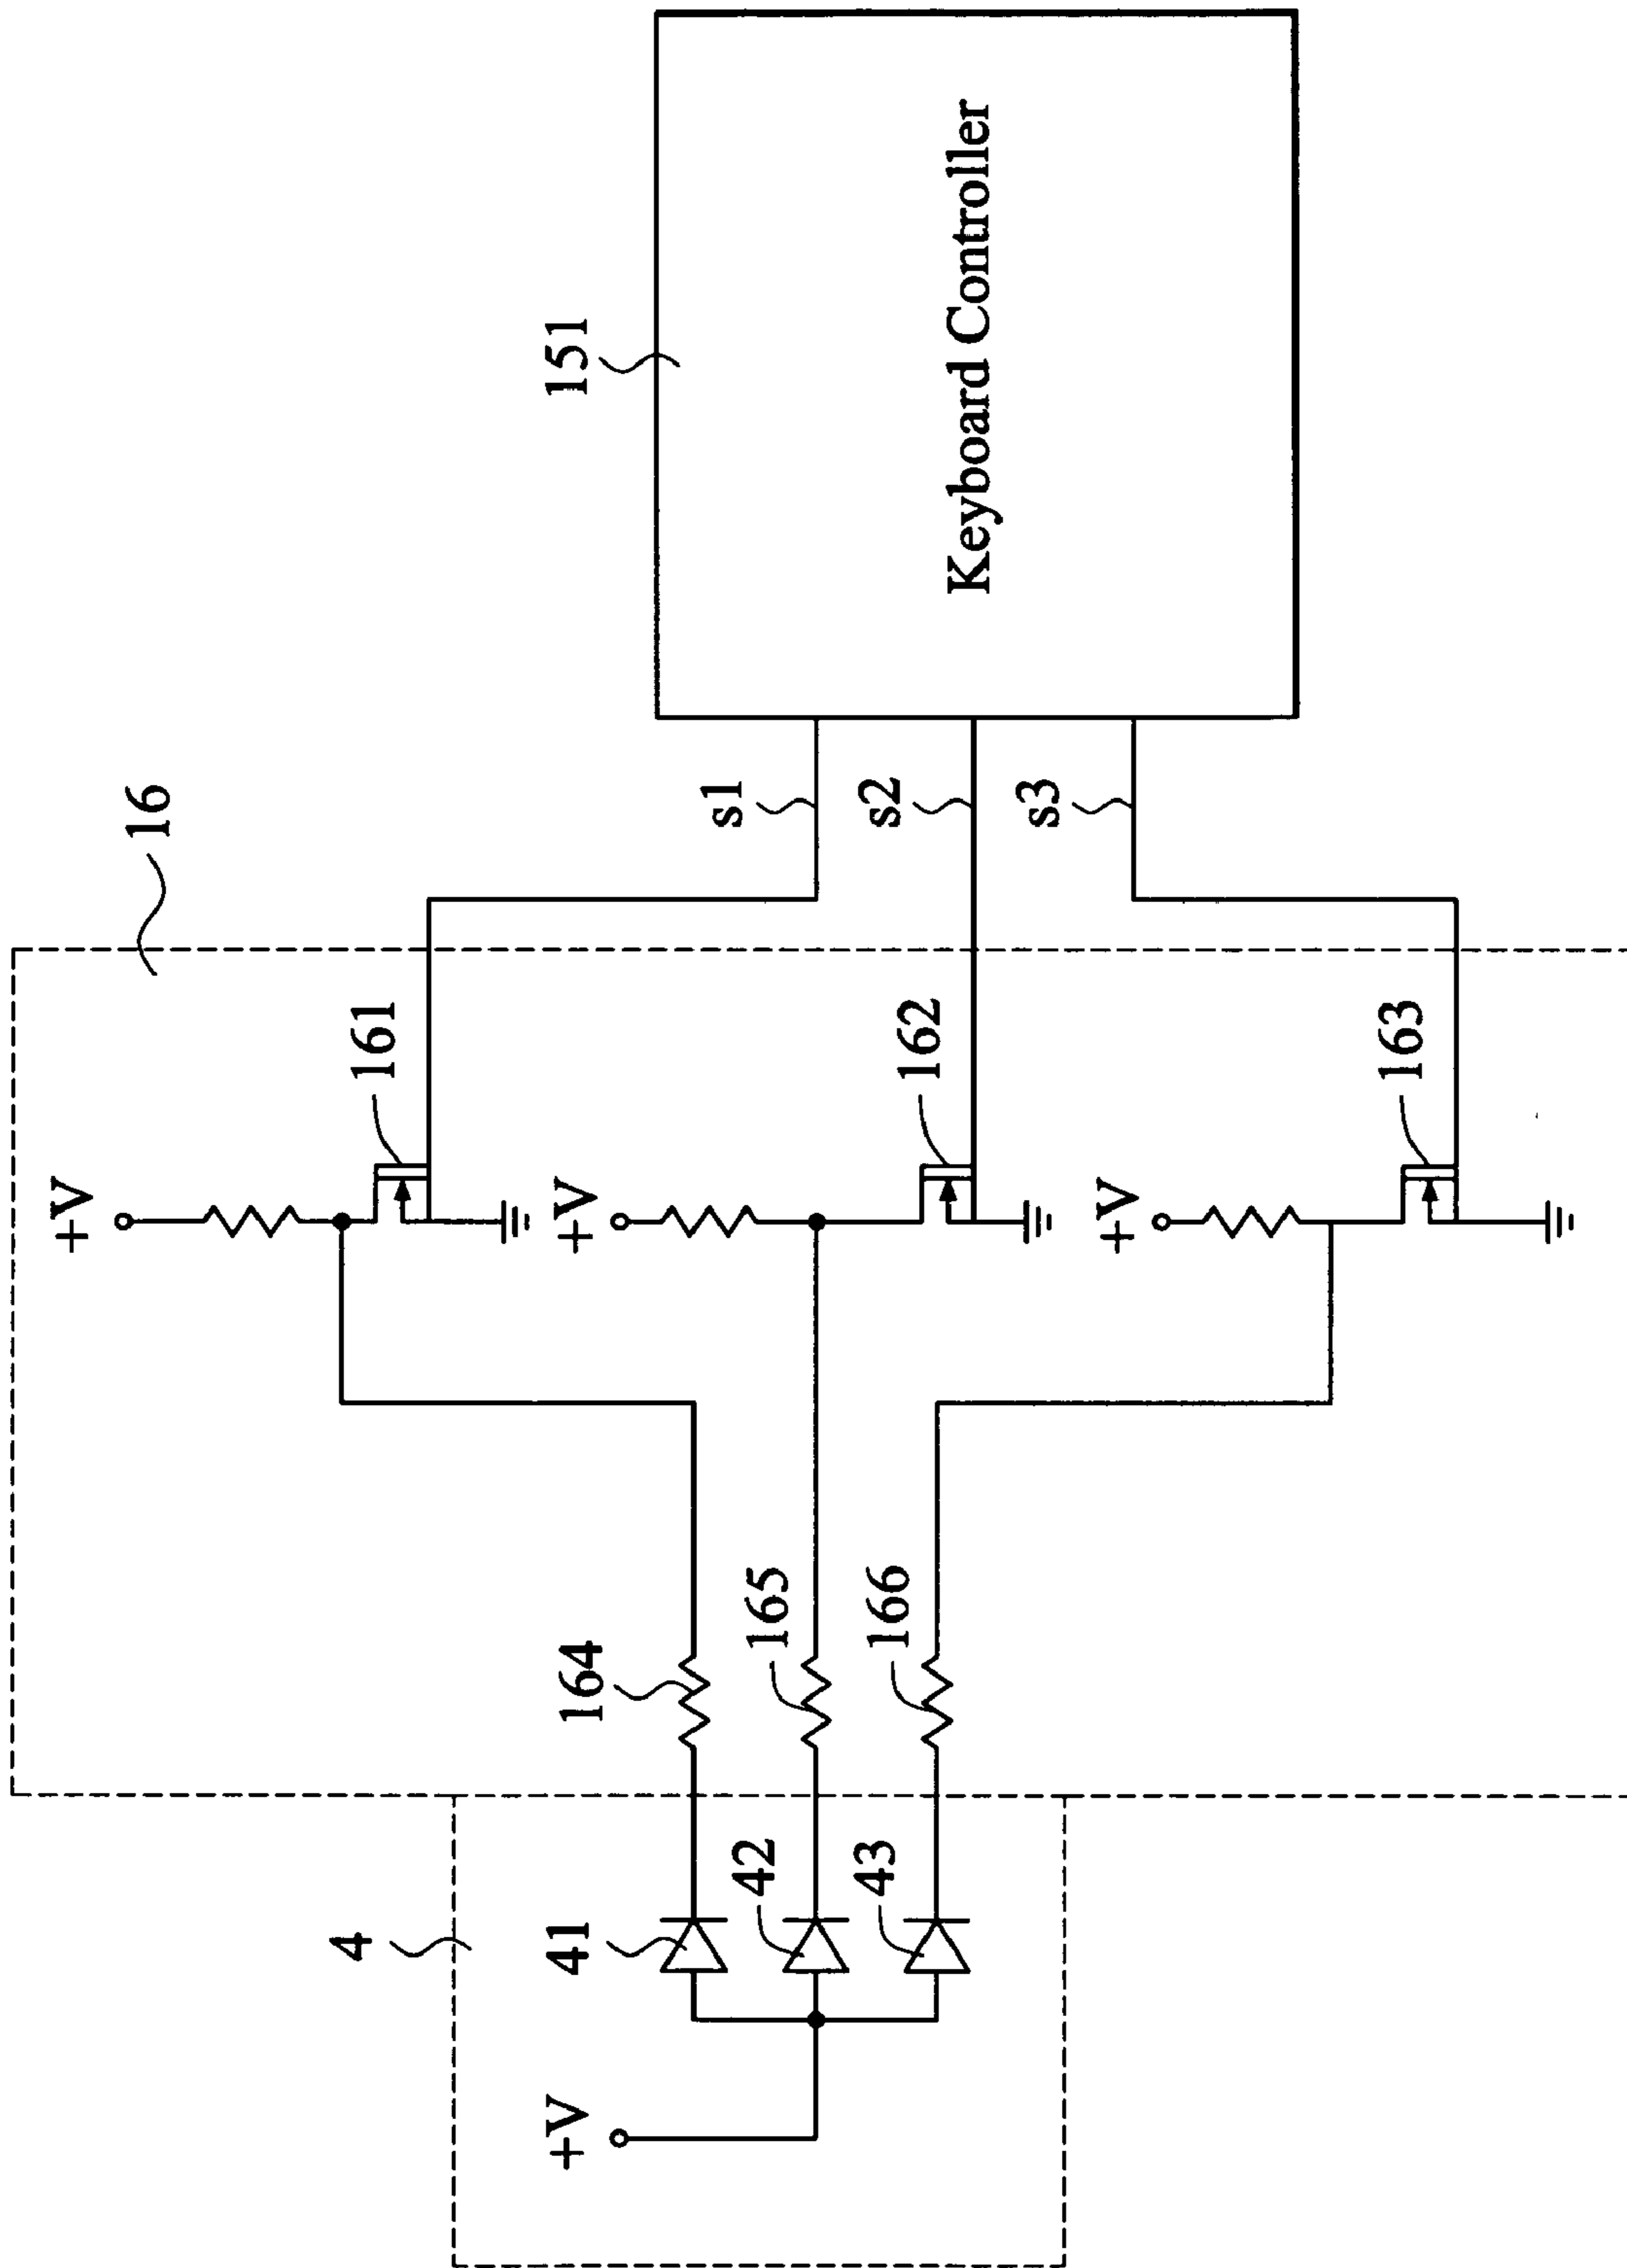 16
+V
161
4
+V
41
164
+V
s1
151
42
165
162
s2
Keyboard Controller
43
166
s3
+V
163